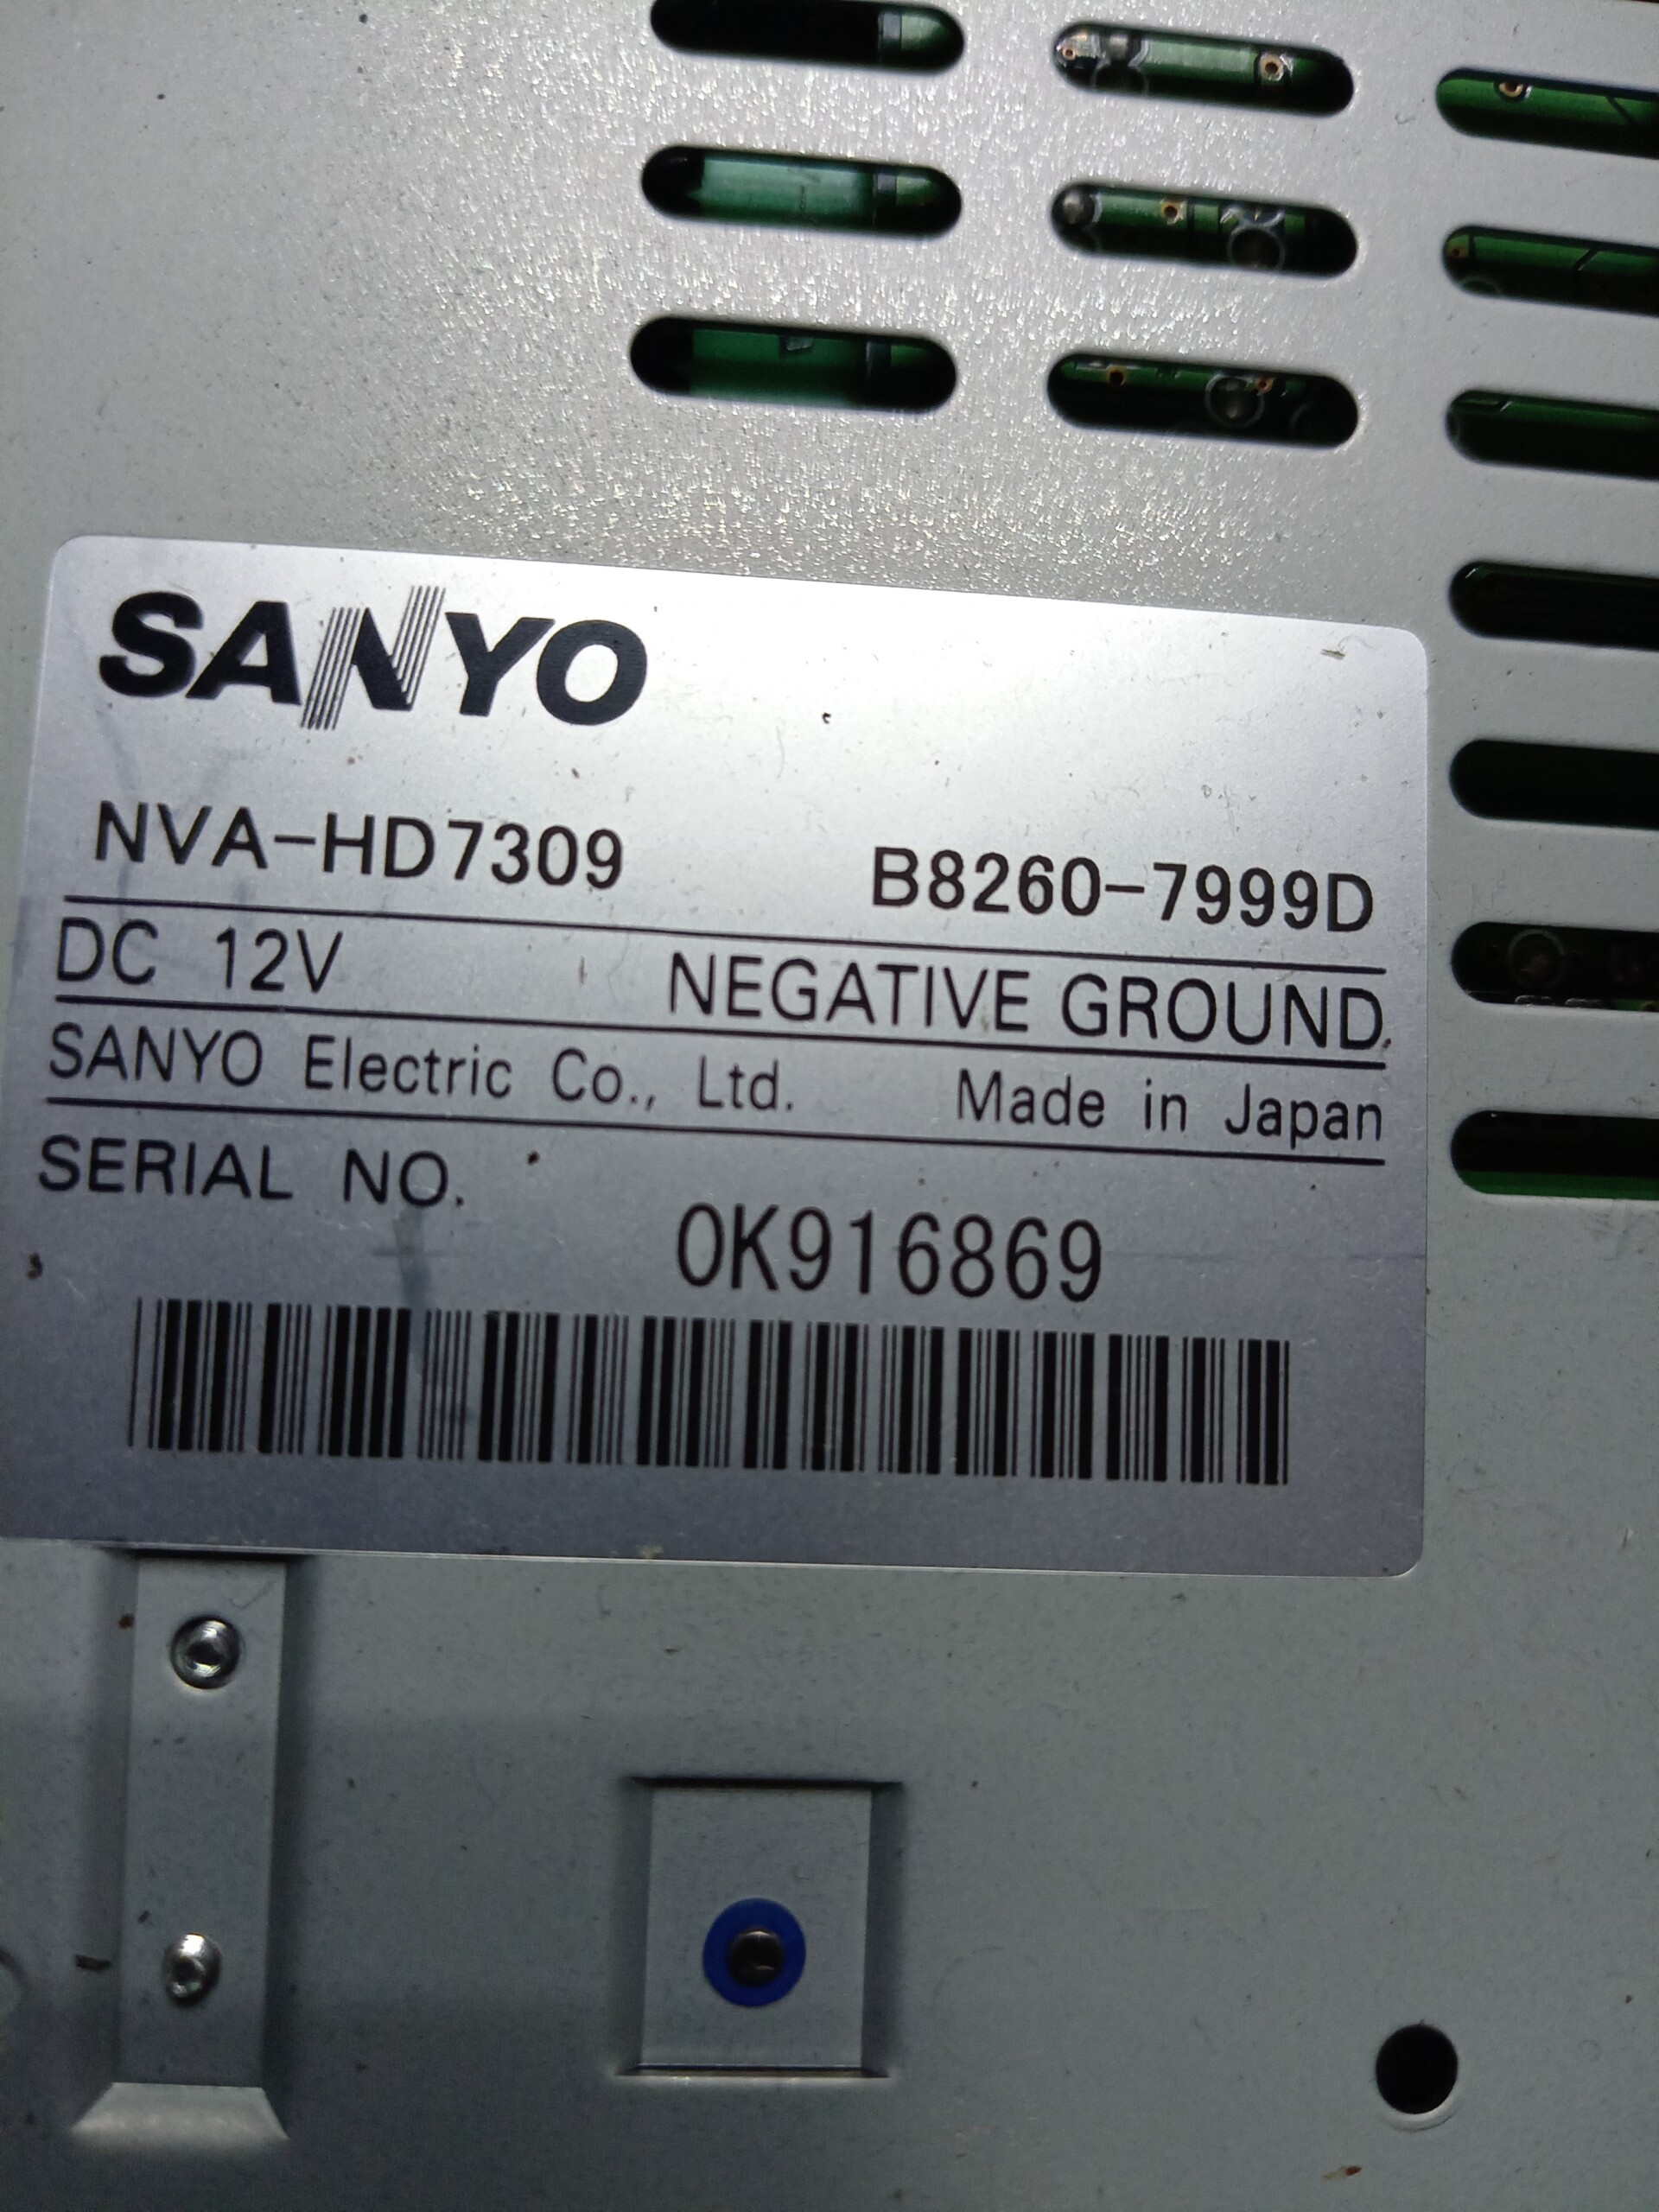 SANYO
NVA-HD7309 B8260-7999D
DC 12V NEGATIVE GROUND
SANYO Electric Co., Ltd. Made in Japan
SERIAL NO.
0K916869